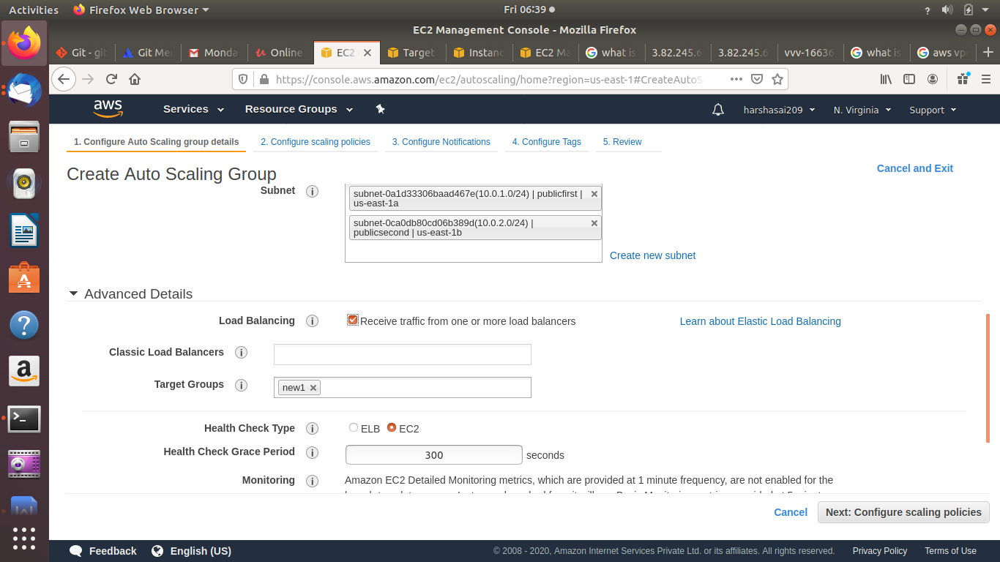 Activities Firefox Web Browser Fri 06:39
EC2 Management Console - Mozilla Firefox
Git - git Git Mer Monda Online EC2 Target Instanc EC2 Ma what is 3.82.245.6 3.82.245.6 vvv-16636 what is aws vpc
https://console.aws.amazon.com/ec2/autoscaling/home?region=us-east-1#CreateAutoS
aws Services Resource Groups harshasai209 N. Virginia Support
1. Configure Auto Scaling group details 2. Configure scaling policies 3. Configure Notifications 4. Configure Tags 5. Review
Create Auto Scaling Group Cancel and Exit
Subnet
subnet-0a1d33306baad467e(10.0.1.0/24) | publicfirst |
us-east-1a
subnet-0ca0db80cd06b389d(10.0.2.0/24) |
publicsecond | us-east-1b
Create new subnet
Advanced Details
Load Balancing Receive traffic from one or more load balancers Learn about Elastic Load Balancing
Classic Load Balancers
Target Groups new1
Health Check Type ELB EC2
Health Check Grace Period 300 seconds
Monitoring Amazon EC2 Detailed Monitoring metrics, which are provided at 1 minute frequency, are not enabled for the
Cancel Next: Configure scaling policies
Feedback English (US) © 2008 - 2020, Amazon Internet Services Private Ltd. or its affiliates. All rights reserved. Privacy Policy Terms of Use